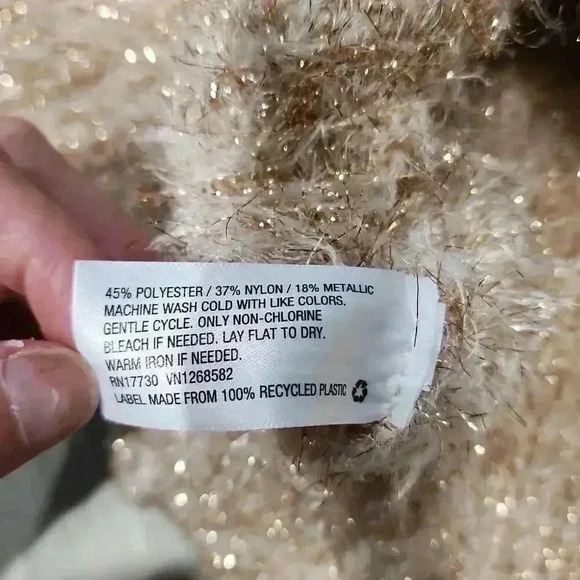 45% POLYESTER / 37% NYLON / 18% METALLIC
MACHINE WASH COLD WITH LIKE COLORS.
GENTLE CYCLE. ONLY NON-CHLORINE
BLEACH IF NEEDED. LAY FLAT TO DRY.
WARM IRON IF NEEDED.
RN17730 VN1268582
LABEL MADE FROM 100% RECYCLED PLASTIC